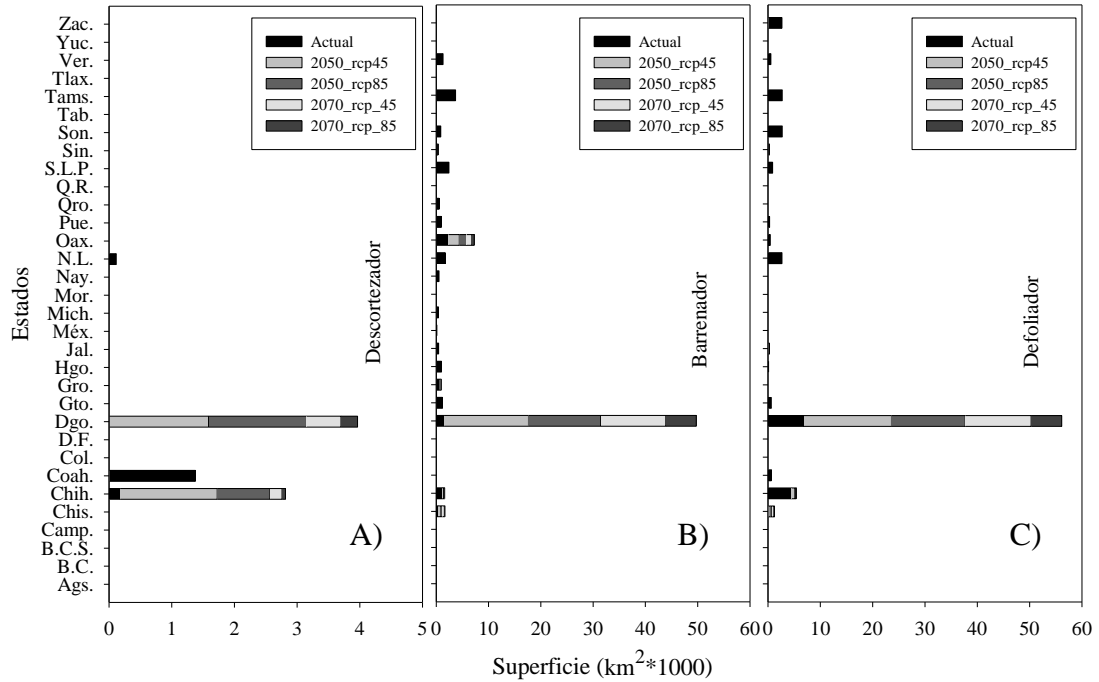 Estados
Zac.
Yuc.
Ver.
Tlax.
Tams.
Tab.
Son.
Sin.
S.L.P.
Q.R.
Qro.
Pue.
Oax.
N.L.
Nay.
Mor.
Mich.
Méx.
Jal.
Hgo.
Gro.
Gto.
Dgo.
D.F.
Col.
Coah.
Chih.
Chis.
Camp.
B.C.S.
B.C.
Ags.
Actual
2050_rcp45
2050_rcp85
2070_rcp_45
2070_rcp_85
Descortezador
A)
0 1 2 3 4 5
Actual
2050_rcp45
2050_rcp85
2070_rcp_45
2070_rcp_85
Barrenador
B)
0 10 20 30 40 50 60
Actual
2050_rcp45
2050_rcp85
2070_rcp_45
2070_rcp_85
Defoliador
C)
0 10 20 30 40 50 60
Superficie (km²*1000)